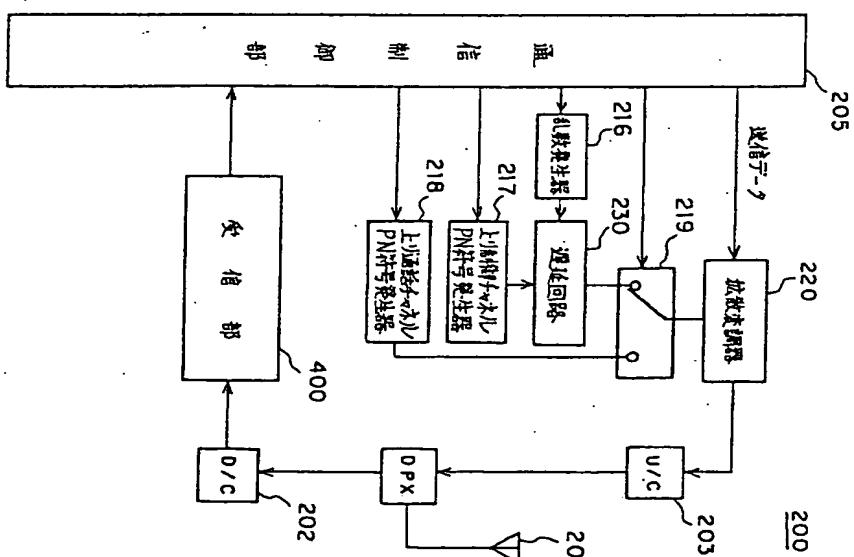 200
205
通信制御部
送信データ
220
拡散変調器
U/C
203
219
216
乱数発生器
230
遅延回路
217
上り制御チャネル
PN符号発生器
218
上り通話チャネル
PN符号発生器
DPX
20
受信部
400
D/C
202